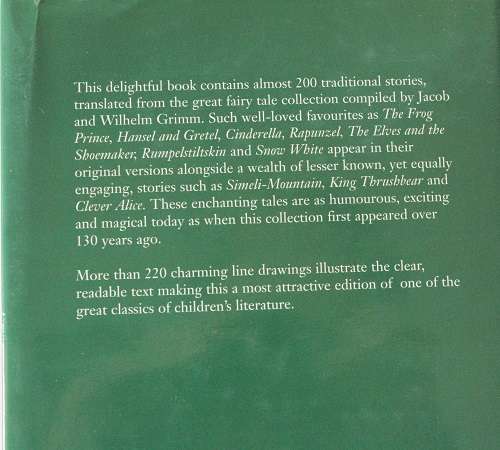 This delightful book contains almost 200 traditional stories,
translated from the great fairy tale collection compiled by Jacob
and Wilhelm Grimm. Such well-loved favourites as The Frog
Prince, Hansel and Gretel, Cinderella, Rapunzel, The Elves and the
Shoemaker, Rumpelstiltskin and Snow White appear in their
original versions alongside a wealth of lesser known, yet equally
engaging, stories such as Simeli-Mountain, King Thrushbear and
Clever Alice. These enchanting tales are as humourous, exciting
and magical today as when this collection first appeared over
130 years ago.
More than 220 charming line drawings illustrate the clear,
readable text making this a most attractive edition of one of the
great classics of children's literature.